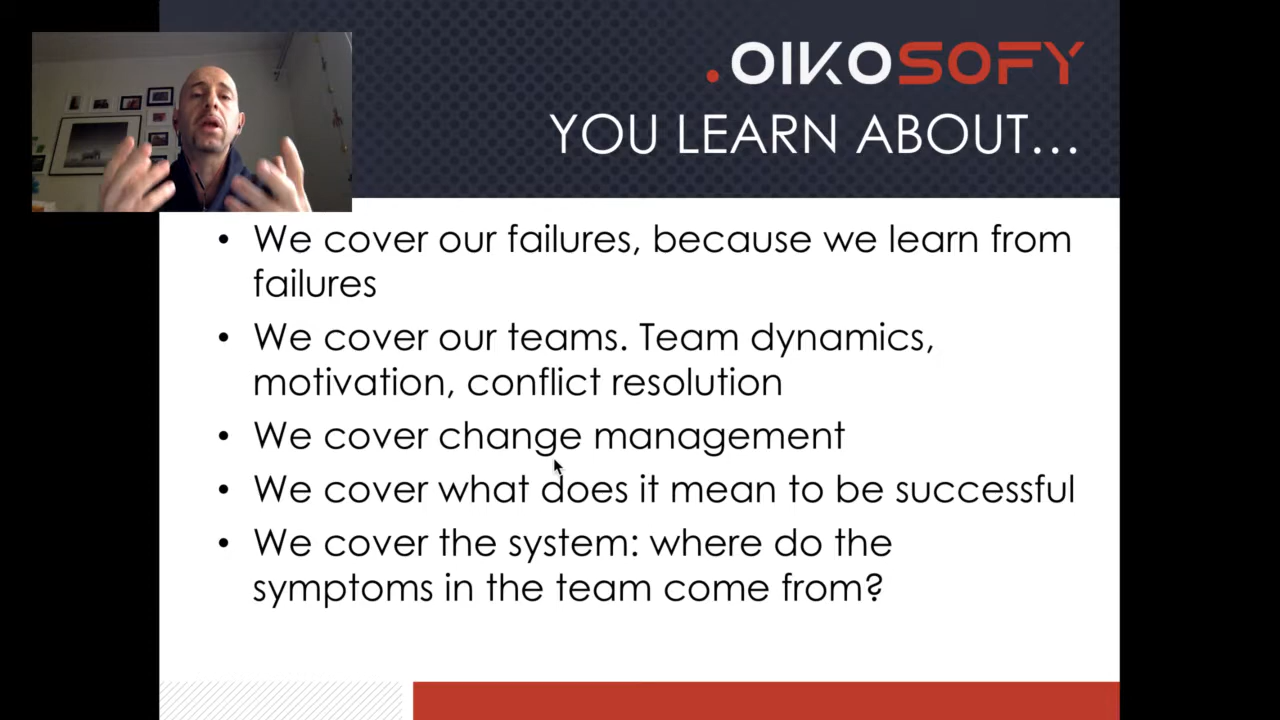 .OIKOSOFY
YOU LEARN ABOUT...
• We cover our failures, because we learn from
failures
• We cover our teams. Team dynamics,
motivation, conflict resolution
• We cover change management
• We cover what does it mean to be successful
• We cover the system: where do the
symptoms in the team come from?